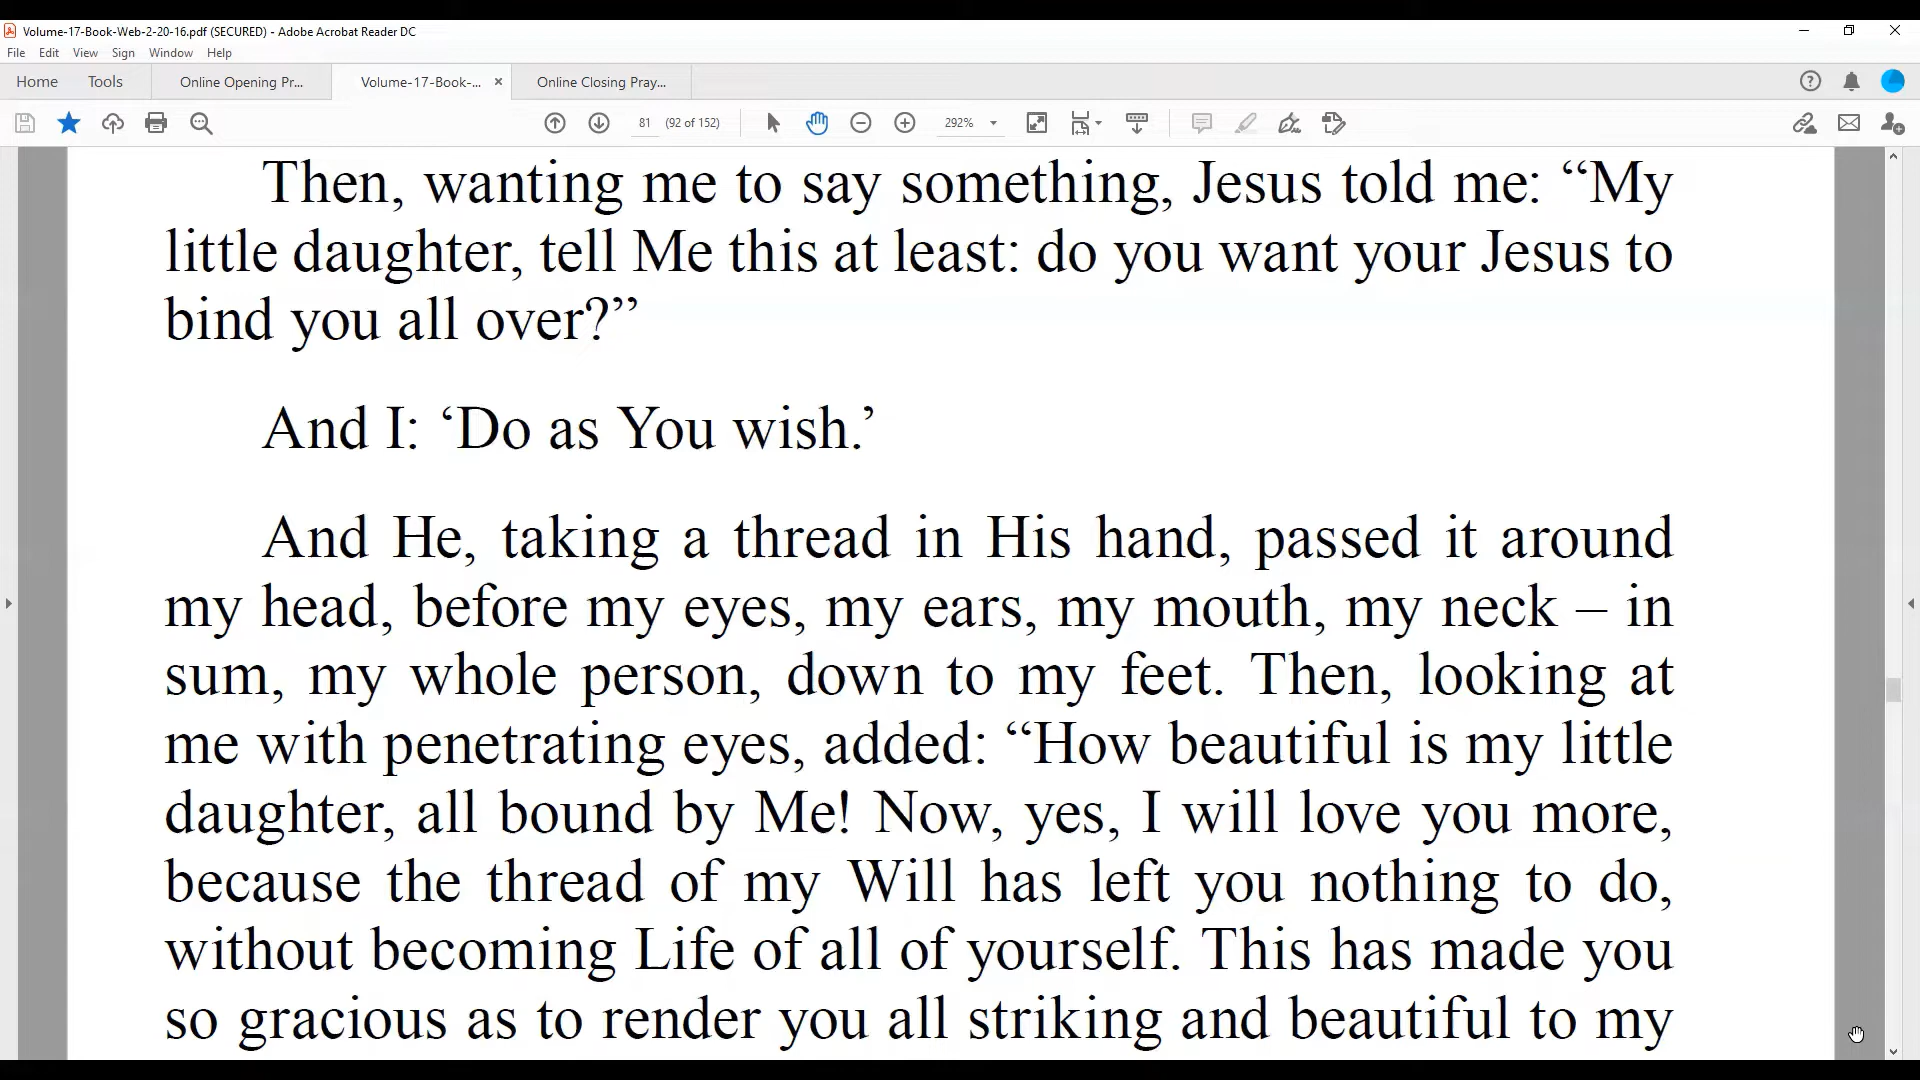 Volume-17-Book-Web-2-20-16.pdf (SECURED) - Adobe Acrobat Reader DC
File Edit View Sign Window Help
Home Tools Online Opening Pr... Volume-17-Book-... × Online Closing Pray...
81 (92 of 152) 292%
Then, wanting me to say something, Jesus told me: “My
little daughter, tell Me this at least: do you want your Jesus to
bind you all over?”
And I: ‘Do as You wish.’
And He, taking a thread in His hand, passed it around
my head, before my eyes, my ears, my mouth, my neck – in
sum, my whole person, down to my feet. Then, looking at
me with penetrating eyes, added: “How beautiful is my little
daughter, all bound by Me! Now, yes, I will love you more,
because the thread of my Will has left you nothing to do,
without becoming Life of all of yourself. This has made you
so gracious as to render you all striking and beautiful to my